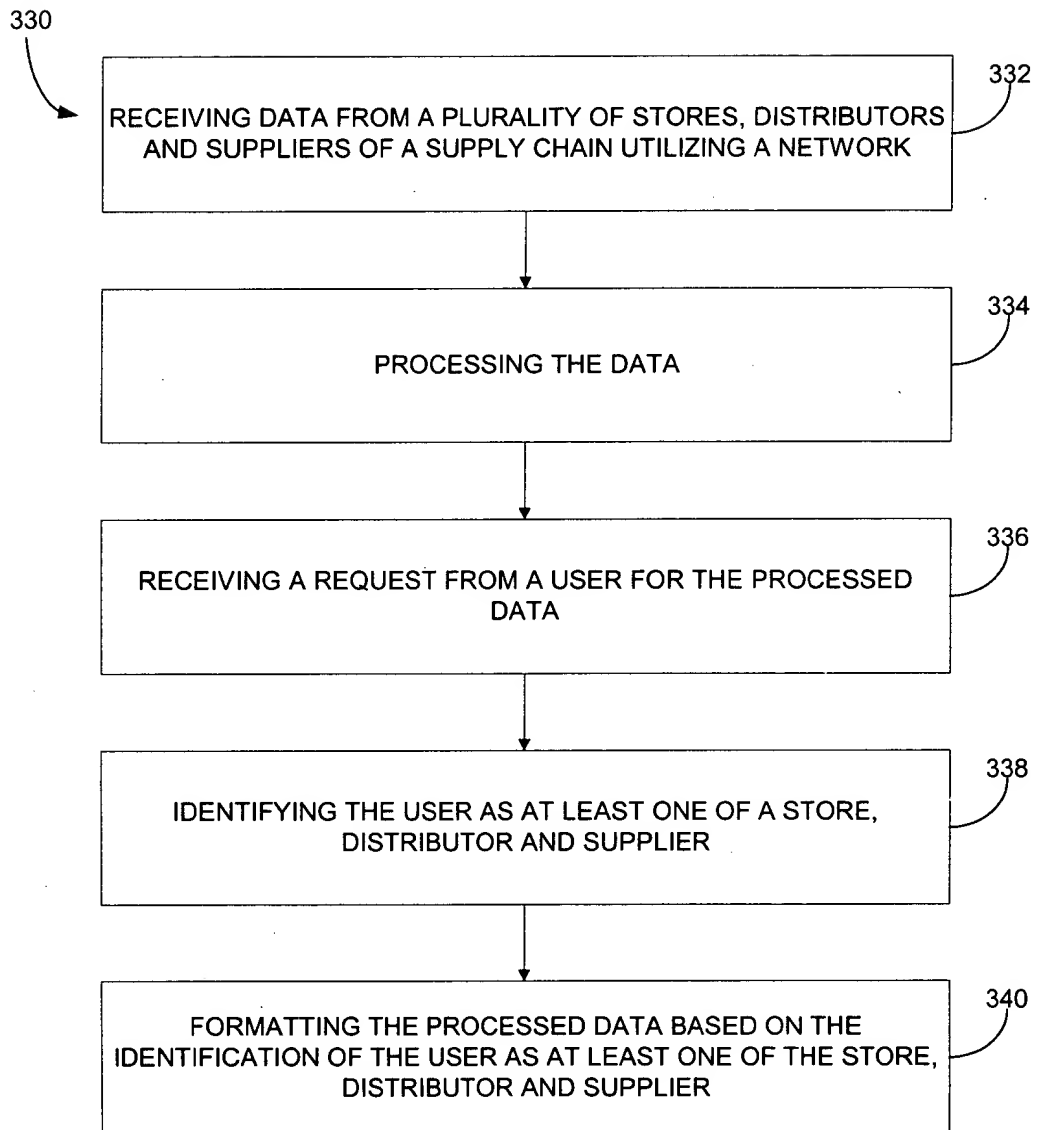 330
332
RECEIVING DATA FROM A PLURALITY OF STORES, DISTRIBUTORS
AND SUPPLIERS OF A SUPPLY CHAIN UTILIZING A NETWORK
334
PROCESSING THE DATA
336
RECEIVING A REQUEST FROM A USER FOR THE PROCESSED
DATA
338
IDENTIFYING THE USER AS AT LEAST ONE OF A STORE,
DISTRIBUTOR AND SUPPLIER
340
FORMATTING THE PROCESSED DATA BASED ON THE
IDENTIFICATION OF THE USER AS AT LEAST ONE OF THE STORE,
DISTRIBUTOR AND SUPPLIER